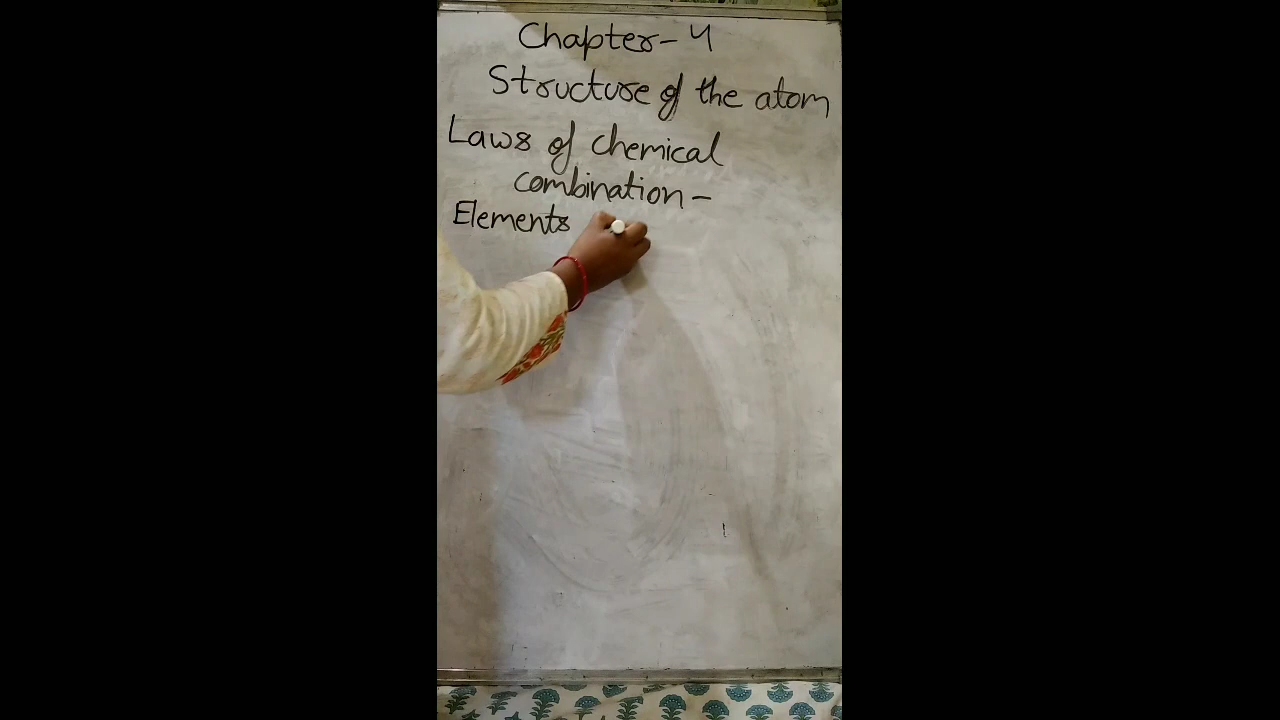 Chapter-4
Structure of the atom
Laws of chemical
combination-
Elements